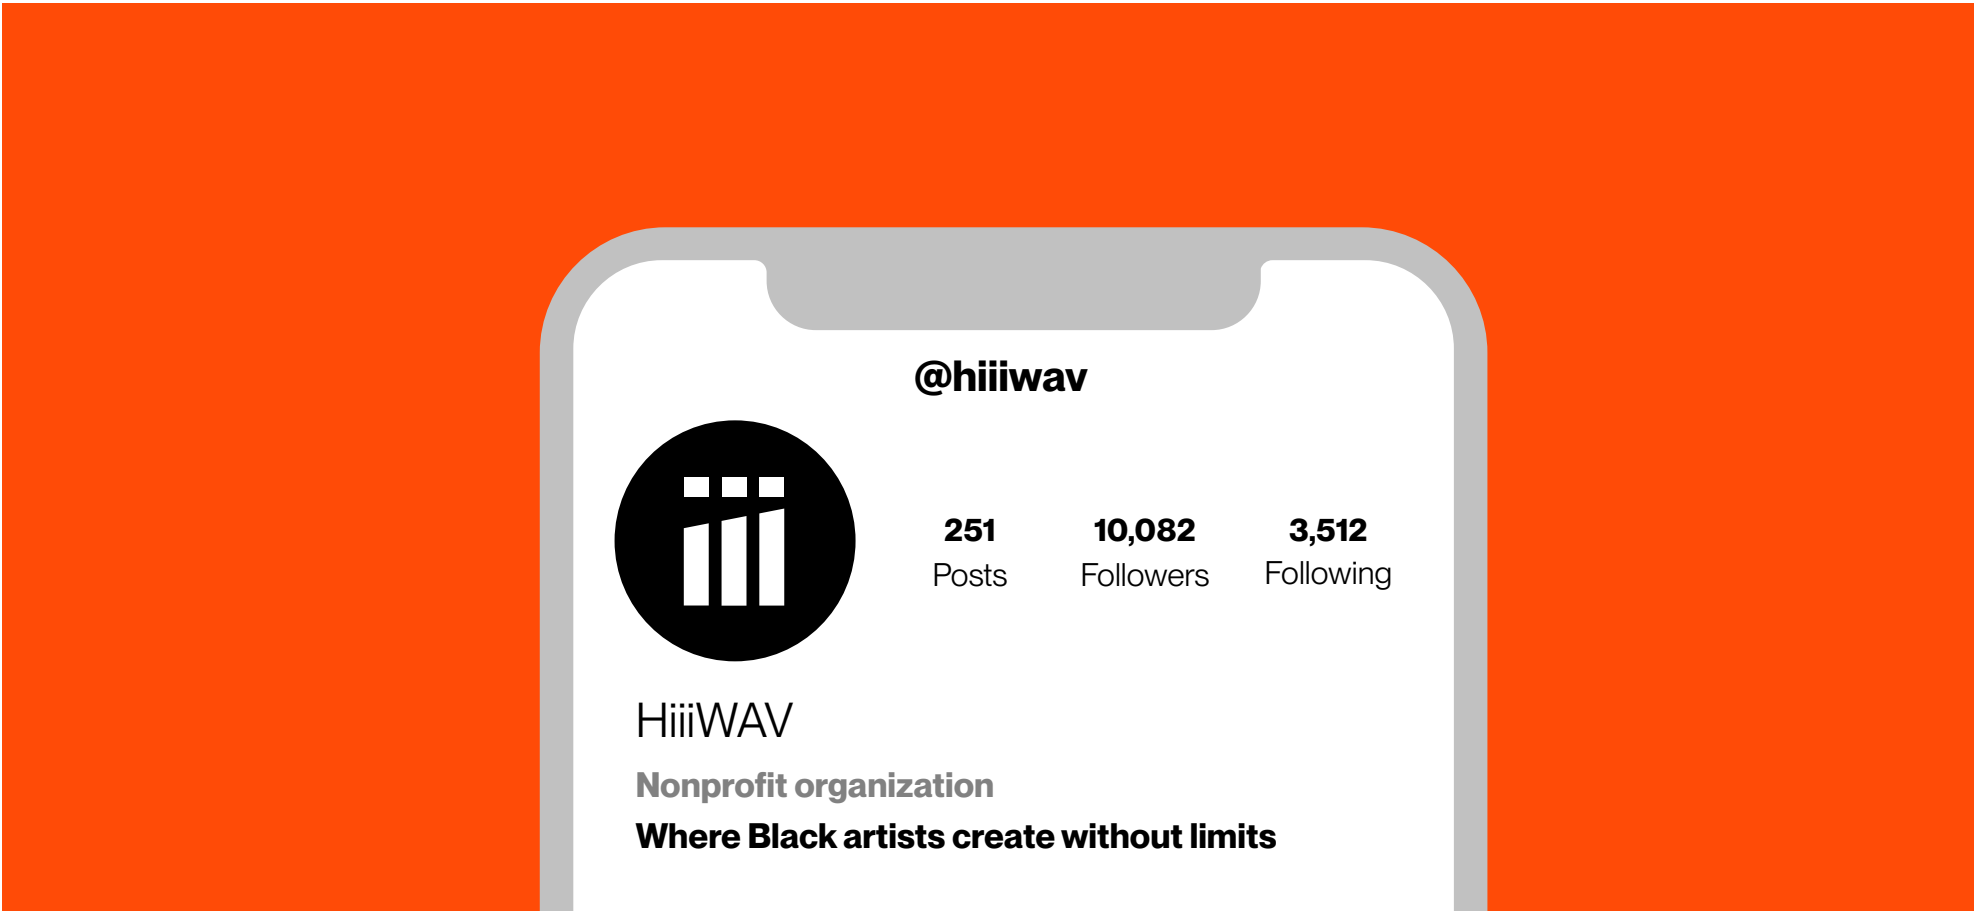 @hiiiwav
251 10,082 3,512
Posts Followers Following
HiiiWAV
Nonprofit organization
Where Black artists create without limits